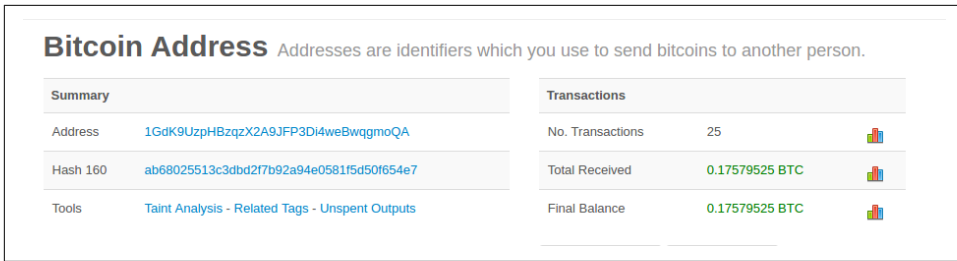 Bitcoin Address Addresses are identifiers which you use to send bitcoins to another person.
Summary
Address 1GdK9UzpHBzqzX2A9JFP3Di4weBwqgmoQA
Hash 160 ab68025513c3dbd2f7b92a94e0581f5d50f654e7
Tools Taint Analysis - Related Tags - Unspent Outputs
Transactions
No. Transactions 25
Total Received 0.17579525 BTC
Final Balance 0.17579525 BTC